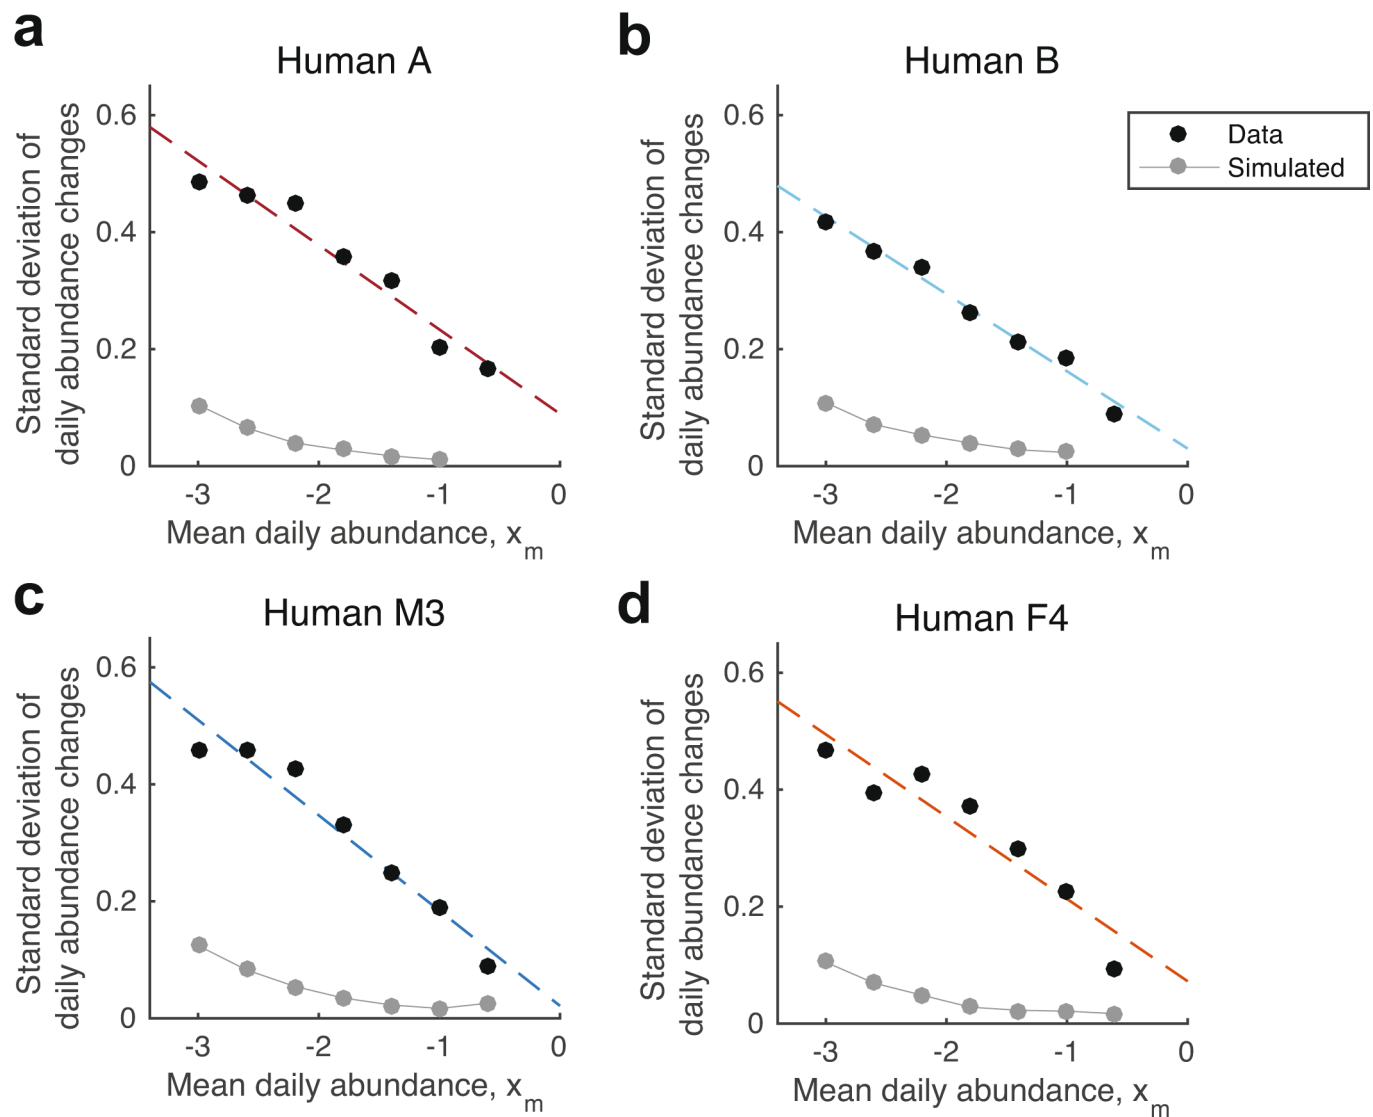 a
Human A
Standard deviation of
daily abundance changes
0.6
0.4
0.2
0
-3 -2 -1 0
Mean daily abundance, xm
b
Human B
Standard deviation of
daily abundance changes
0.6
0.4
0.2
0
-3 -2 -1 0
Mean daily abundance, xm
Data
Simulated
c
Human M3
Standard deviation of
daily abundance changes
0.6
0.4
0.2
0
-3 -2 -1 0
Mean daily abundance, xm
d
Human F4
Standard deviation of
daily abundance changes
0.6
0.4
0.2
0
-3 -2 -1 0
Mean daily abundance, xm